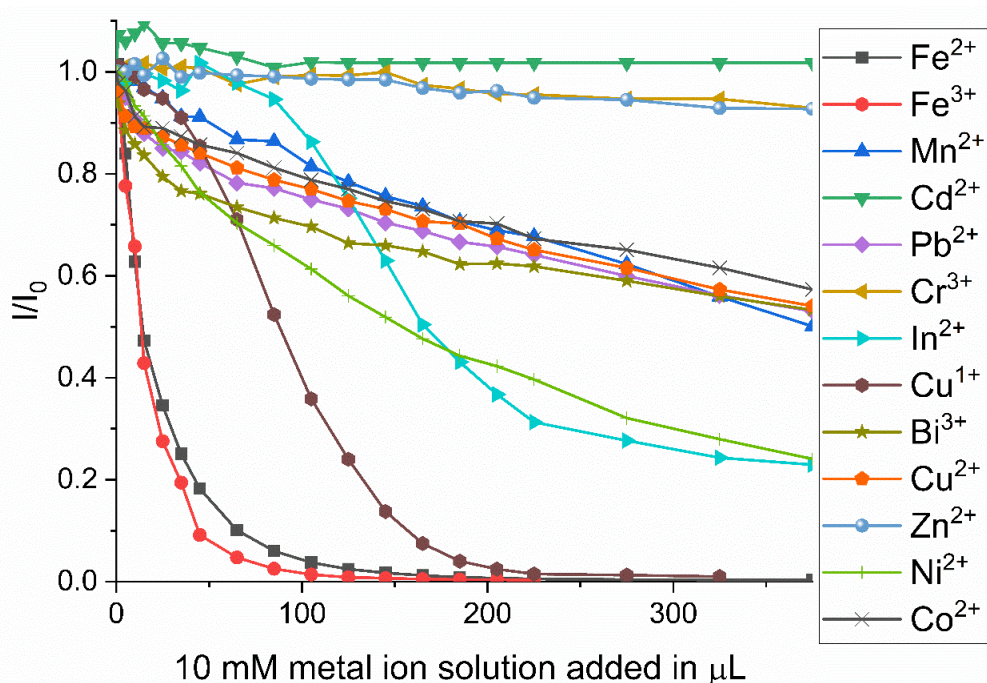 I/I₀
1.0
0.8
0.6
0.4
0.2
0.0
0
100
200
300
10 mM metal ion solution added in μL
Fe²⁺
Fe³⁺
Mn²⁺
Cd²⁺
Pb²⁺
Cr³⁺
In²⁺
Cu¹⁺
Bi³⁺
Cu²⁺
Zn²⁺
Ni²⁺
Co²⁺